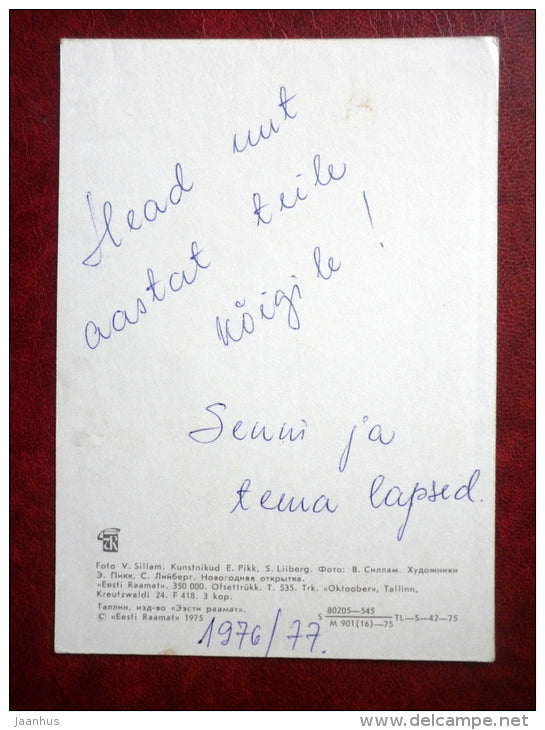 Head uut
aastat teile
kõigile!
Senni ja
tema lapsed.
Foto V. Sillam. Kunstnikud E. Pikk, S. Liiberg. Фото: В. Силлам. Художники
Э. Пикк, С. Лийберг. Новогодняя открытка.
«Eesti Raamat». 350 000. Ofsettrükk. T. 535. Trk. «Oktoober», Tallinn,
Kreutzwaldi 24. F 418. 3 kop.
Таллин, изд-во «Ээсти раамат».
© «Eesti Raamat» 1975
S 80205—545 TL—5—42—75
M 901(16)—75
1976/77.
jaanhus
www.delcampe.net